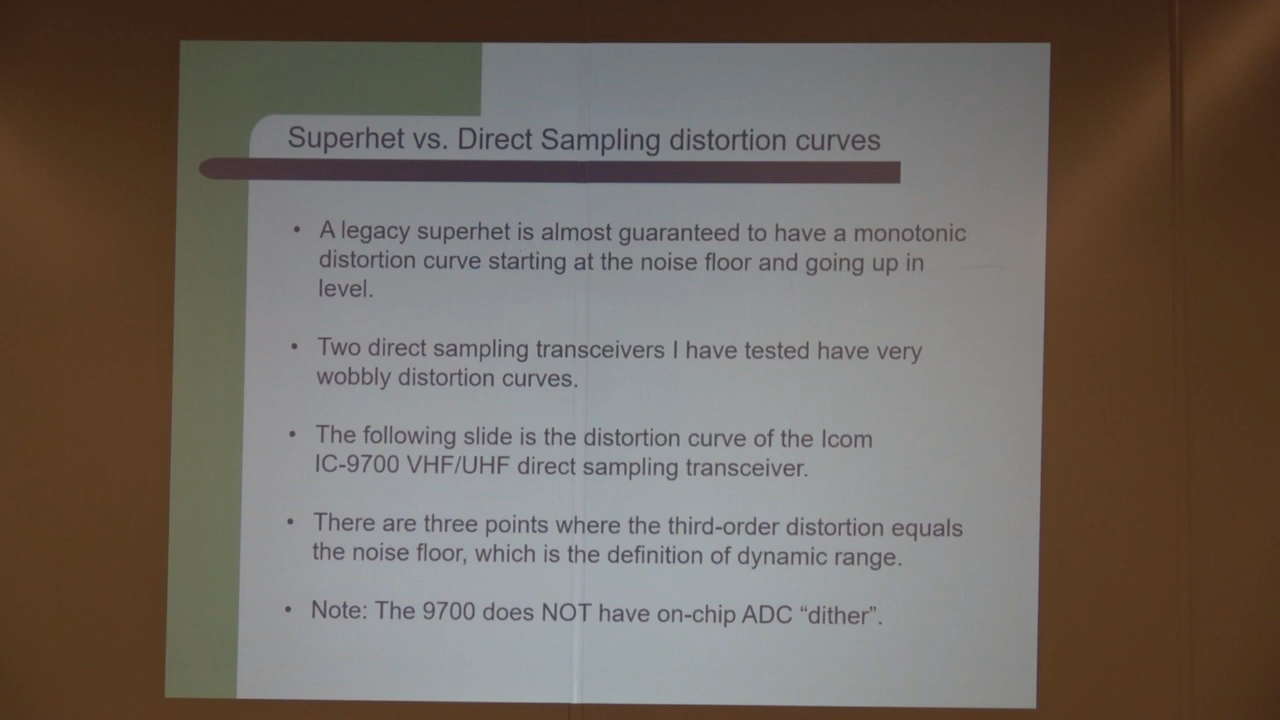 Superhet vs. Direct Sampling distortion curves
• A legacy superhet is almost guaranteed to have a monotonic
distortion curve starting at the noise floor and going up in
level.
• Two direct sampling transceivers I have tested have very
wobbly distortion curves.
• The following slide is the distortion curve of the Icom
IC-9700 VHF/UHF direct sampling transceiver.
• There are three points where the third-order distortion equals
the noise floor, which is the definition of dynamic range.
• Note: The 9700 does NOT have on-chip ADC “dither”.